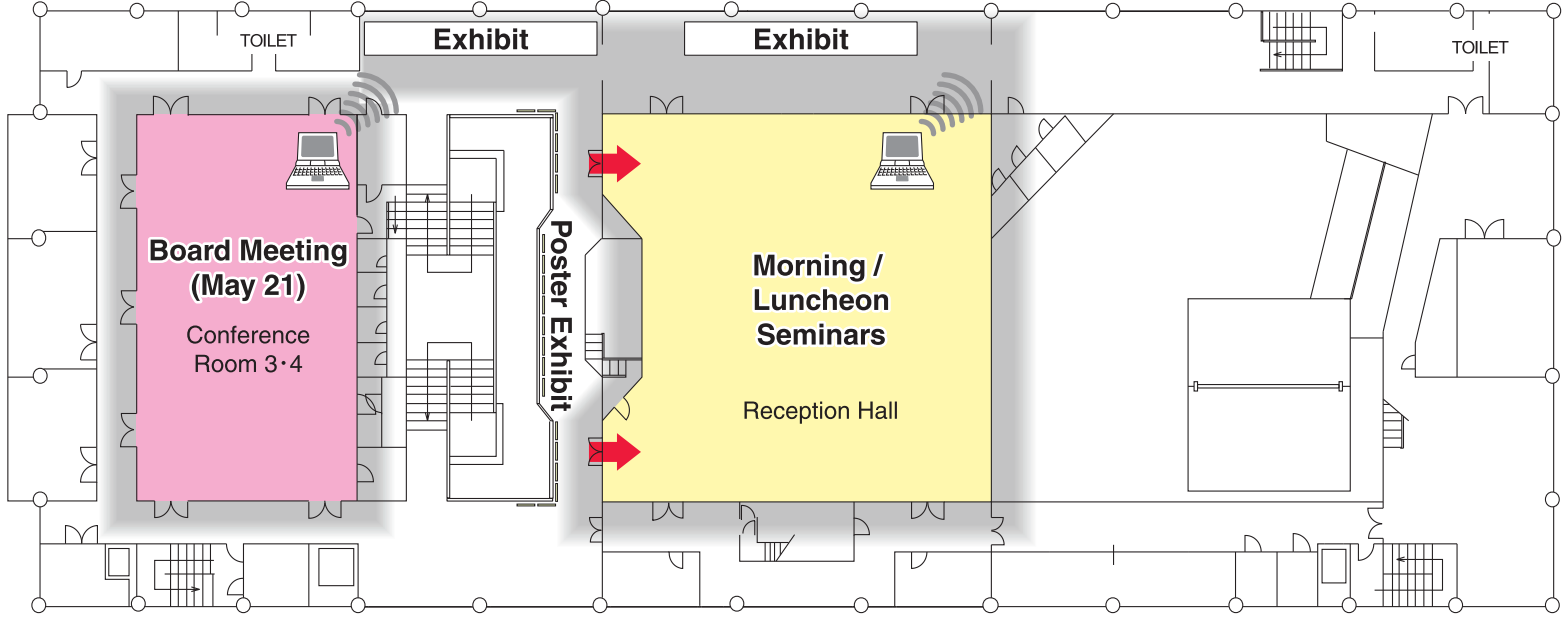 TOILET
Exhibit
Exhibit
TOILET
Board Meeting
(May 21)
Conference
Room 3･4
Poster Exhibit
Morning /
Luncheon
Seminars
Reception Hall